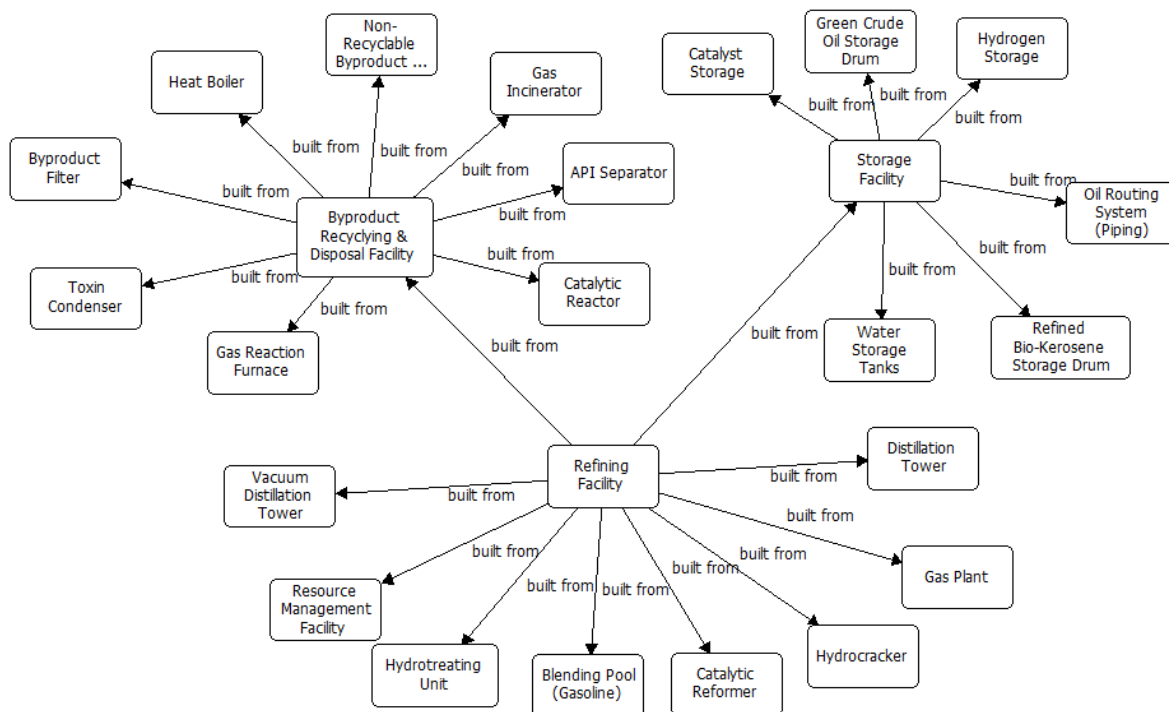 Non-
Recyclable
Byproduct ...
Heat Boiler
Gas
Incinerator
Byproduct
Filter
API Separator
Toxin
Condenser
Byproduct
Recyclying &
Disposal Facility
Catalytic
Reactor
Gas Reaction
Furnace
built from
built from
built from
built from
built from
built from
built from
built from
built from
Green Crude
Oil Storage
Drum
Catalyst
Storage
Hydrogen
Storage
Storage
Facility
Oil Routing
System
(Piping)
Water
Storage
Tanks
Refined
Bio-Kerosene
Storage Drum
built from
built from
built from
built from
built from
built from
built from
Refining
Facility
Distillation
Tower
Vacuum
Distillation
Tower
Gas Plant
Resource
Management
Facility
Hydrotreating
Unit
Blending Pool
(Gasoline)
Catalytic
Reformer
Hydrocracker
built from
built from
built from
built from
built from
built from
built from
built from